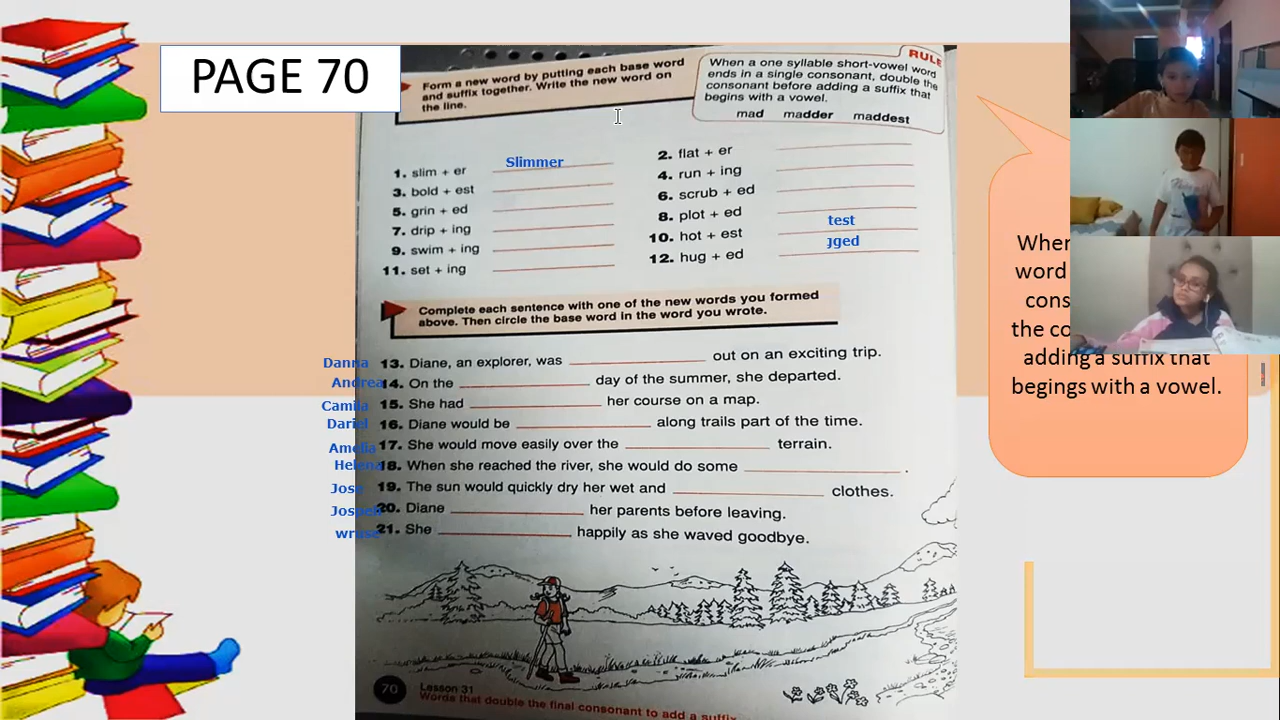 PAGE 70
Form a new word by putting each base word
and suffix together. Write the new word on
the line.
RULE
When a one syllable short-vowel word
ends in a single consonant, double the
consonant before adding a suffix that
begins with a vowel.
mad madder maddest
1. slim + er Slimmer
2. flat + er
3. bold + est
4. run + ing
5. grin + ed
6. scrub + ed
7. drip + ing
8. plot + ed
9. swim + ing
10. hot + est test
11. set + ing
12. hug + ed gged
Complete each sentence with one of the new words you formed
above. Then circle the base word in the word you wrote.
Danna 13. Diane, an explorer, was out on an exciting trip.
Andrea 14. On the day of the summer, she departed.
Camila 15. She had her course on a map.
Dariel 16. Diane would be along trails part of the time.
Amelia 17. She would move easily over the terrain.
Helena 18. When she reached the river, she would do some .
Jose 19. The sun would quickly dry her wet and clothes.
20. Diane her parents before leaving.
21. She happily as she waved goodbye.
70 Lesson 31
Words that double the final consonant to add a suffix
When
word
cons
the co
adding a suffix that
begings with a vowel.